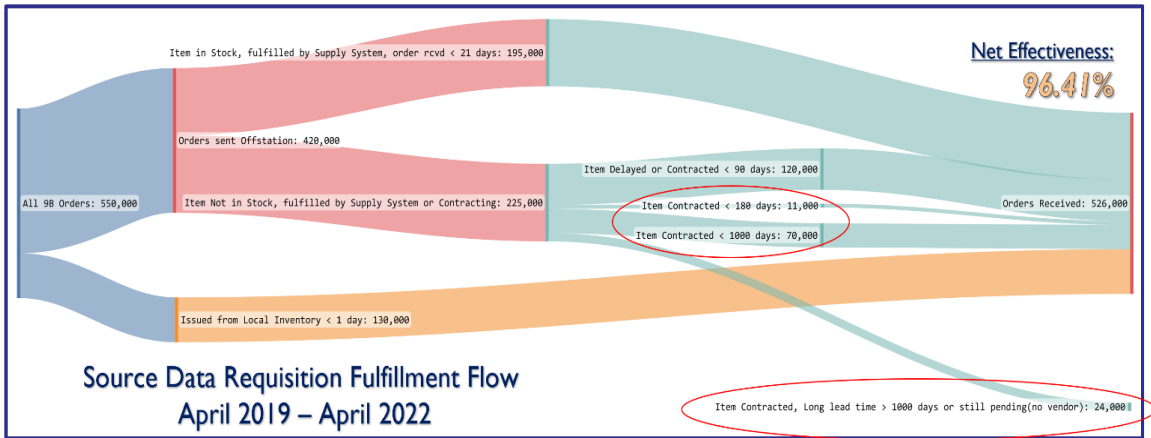 Item in Stock, fulfilled by Supply System, order rcvd < 21 days: 195,000
Net Effectiveness:
96.41%
Orders sent Offstation: 420,000
Item Delayed or Contracted < 90 days: 120,000
All 9B Orders: 550,000
Item Not in Stock, fulfilled by Supply System or Contracting: 225,000
Item Contracted < 180 days: 11,000
Orders Received: 526,000
Item Contracted < 1000 days: 70,000
Issued from Local Inventory < 1 day: 130,000
Source Data Requisition Fulfillment Flow
April 2019 – April 2022
Item Contracted, Long lead time > 1000 days or still pending(no vendor): 24,000